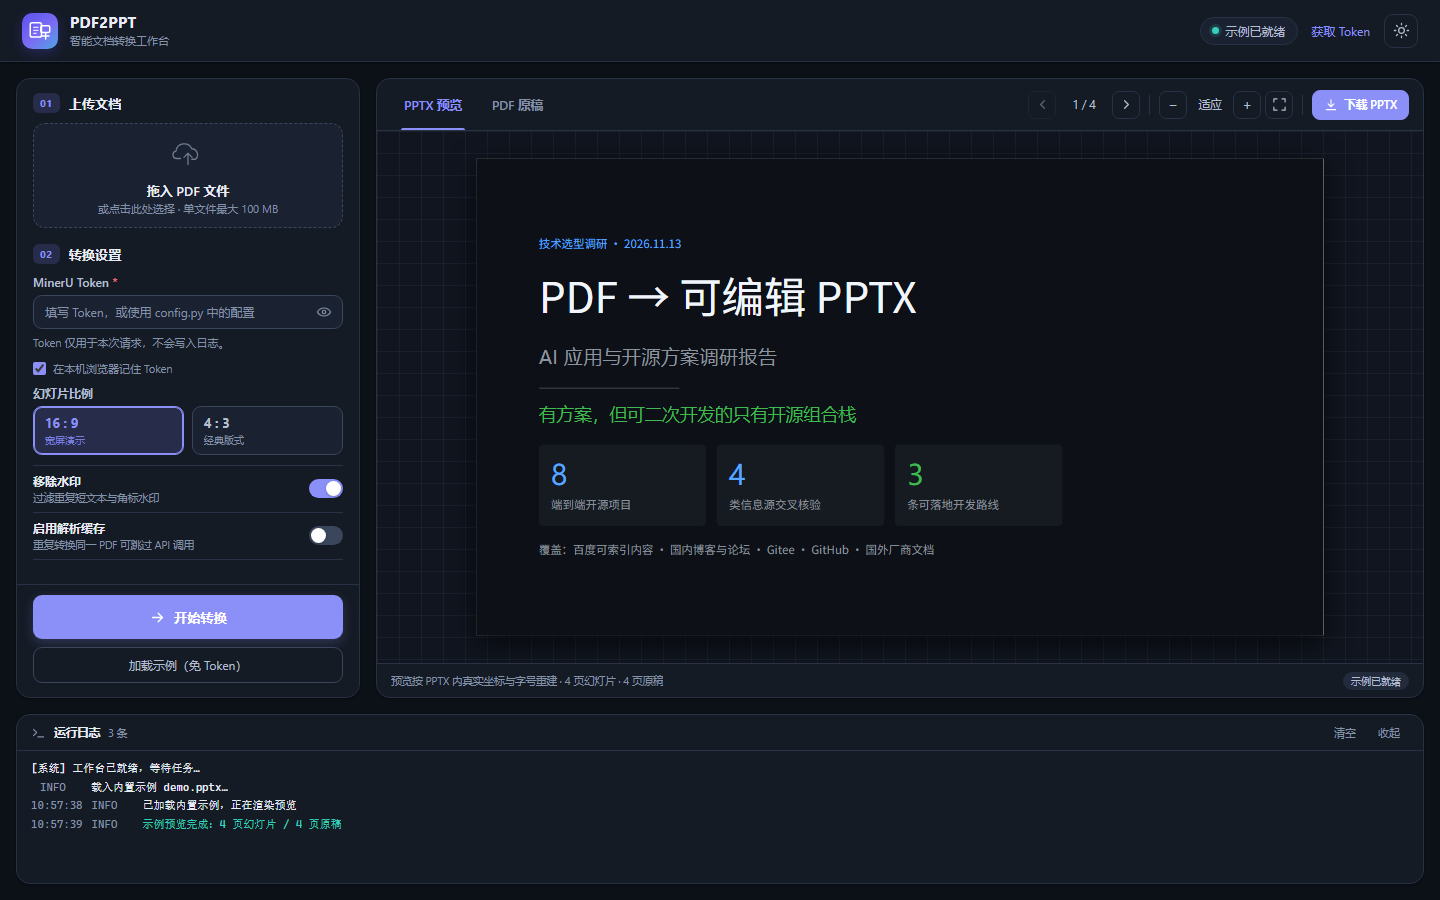 PDF2PPT
智能文档转换工作台
示例已就绪
获取 Token
01 上传文档
拖入 PDF 文件
或点击此处选择 · 单文件最大 100 MB
02 转换设置
MinerU Token *
填写 Token，或使用 config.py 中的配置
Token 仅用于本次请求，不会写入日志。
在本机浏览器记住 Token
幻灯片比例
16 : 9
宽屏演示
4 : 3
经典版式
移除水印
过滤重复短文本与角标水印
启用解析缓存
重复转换同一 PDF 可跳过 API 调用
→ 开始转换
加载示例（免 Token）
PPTX 预览
PDF 原稿
1 / 4
− 适应 +
下载 PPTX
技术选型调研 • 2026.11.13
PDF → 可编辑 PPTX
AI 应用与开源方案调研报告
有方案，但可二次开发的只有开源组合栈
8
端到端开源项目
4
类信息源交叉核验
3
条可落地开发路线
覆盖：百度可索引内容 • 国内博客与论坛 • Gitee • GitHub • 国外厂商文档
预览按 PPTX 内真实坐标与字号重建 · 4 页幻灯片 · 4 页原稿
示例已就绪
运行日志 3 条
清空
收起
[系统] 工作台已就绪，等待任务…
INFO 载入内置示例 demo.pptx…
10:57:38 INFO 已加载内置示例，正在渲染预览
10:57:39 INFO 示例预览完成：4 页幻灯片 / 4 页原稿